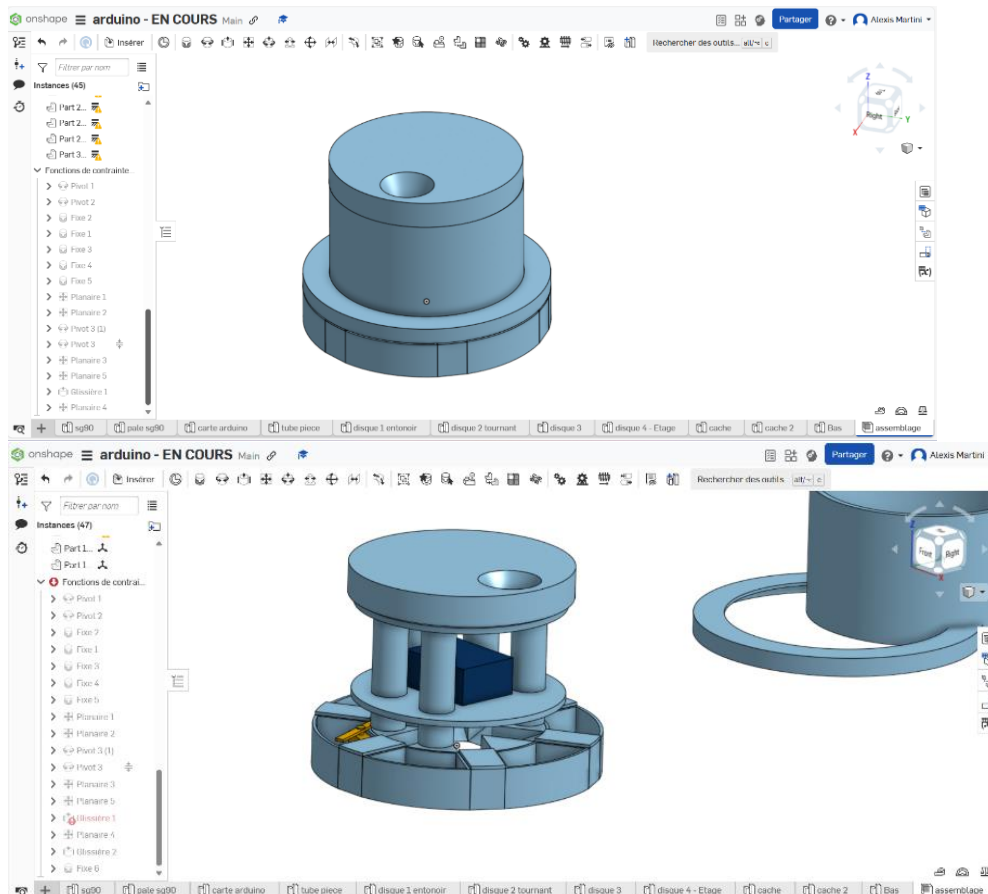 onshape arduino - EN COURS Main Partager Alexis Martini
Insérer Rechercher des outils... alt/⌥ c
Filtrer par nom
Instances (45)
Part 2...
Part 2...
Part 2...
Part 3...
Fonctions de contrainte...
Pivot 1
Pivot 2
Fixe 2
Fixe 1
Fixe 3
Fixe 4
Fixe 5
Planaire 1
Planaire 2
Pivot 3 (1)
Pivot 3
Planaire 3
Planaire 5
Glissière 1
Planaire 4
Z
Right
X
Y
sg90 pale sg90 carte arduino tube piece disque 1 entonoir disque 2 tournant disque 3 disque 4 - Etage cache cache 2 Bas assemblage
onshape arduino - EN COURS Main Partager Alexis Martini
Insérer Rechercher des outils... alt/⌥ c
Filtrer par nom
Instances (47)
Part 1...
Part 1...
Fonctions de contrai...
Pivot 1
Pivot 2
Fixe 2
Fixe 1
Fixe 3
Fixe 4
Fixe 5
Planaire 1
Planaire 2
Pivot 3 (1)
Pivot 3
Planaire 3
Planaire 5
Glissière 1
Planaire 4
Glissière 2
Fixe 6
Z
Front Right
X
sg90 pale sg90 carte arduino tube piece disque 1 entonoir disque 2 tournant disque 3 disque 4 - Etage cache cache 2 Bas assemblage